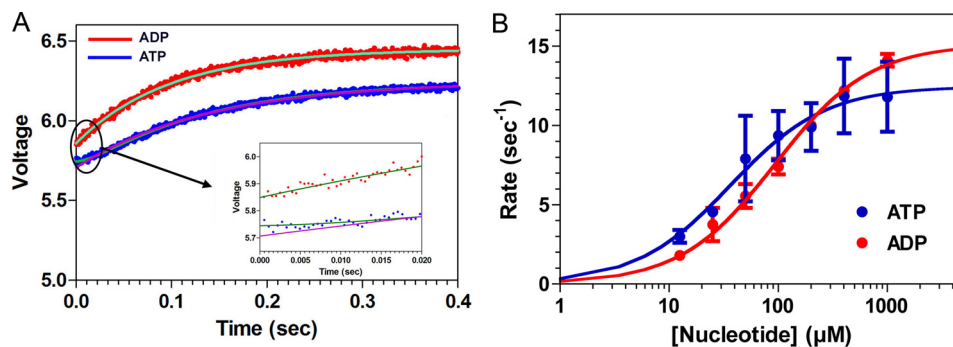 A
6.5
6.0
5.5
5.0
Voltage
ADP
ATP
6.0
5.9
5.8
5.7
Voltage
0.000
0.005
0.010
0.015
0.020
Time (sec)
0.0
0.1
0.2
0.3
0.4
Time (sec)
B
15
10
5
0
Rate (sec⁻¹)
ATP
ADP
1
10
100
1000
[Nucleotide] (µM)